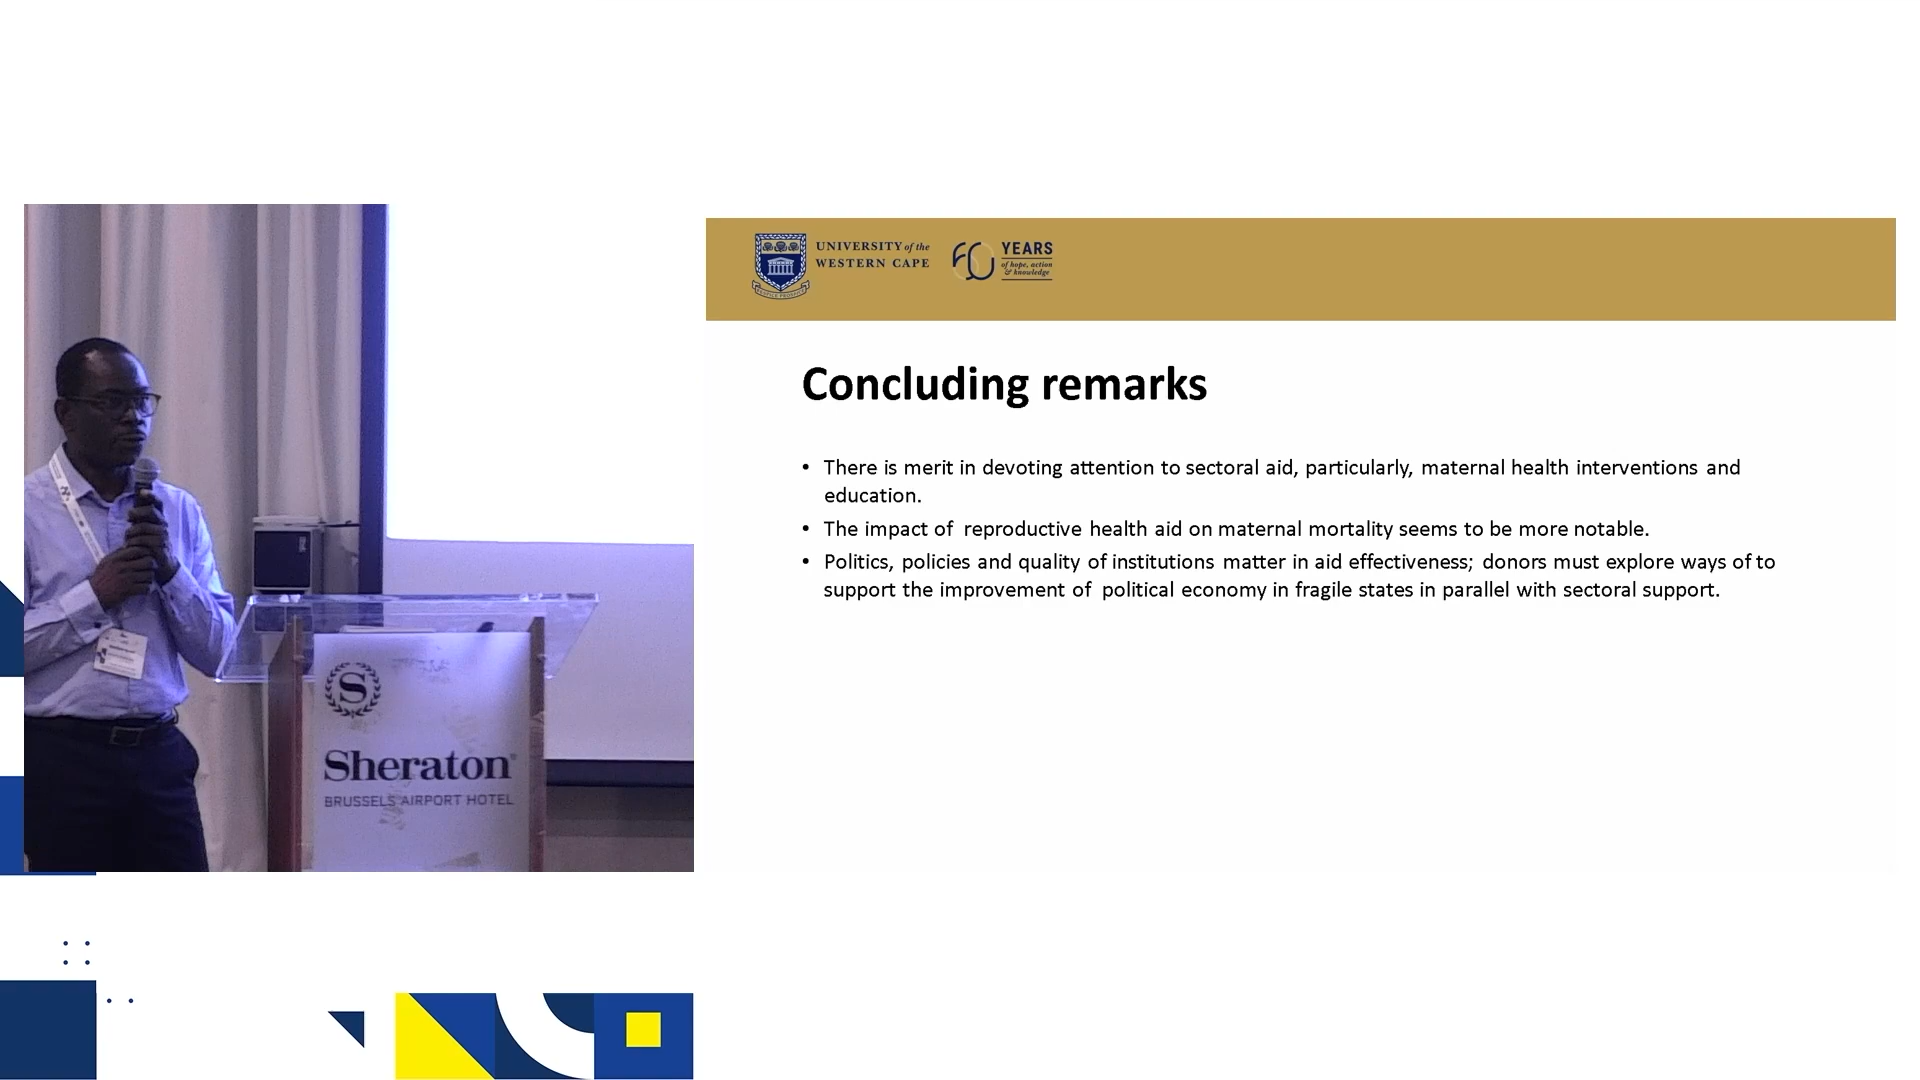 UNIVERSITY of the
WESTERN CAPE
60 YEARS
of hope, action
& knowledge
Concluding remarks
• There is merit in devoting attention to sectoral aid, particularly, maternal health interventions and
education.
• The impact of reproductive health aid on maternal mortality seems to be more notable.
• Politics, policies and quality of institutions matter in aid effectiveness; donors must explore ways of to
support the improvement of political economy in fragile states in parallel with sectoral support.
S
Sheraton
BRUSSELS AIRPORT HOTEL